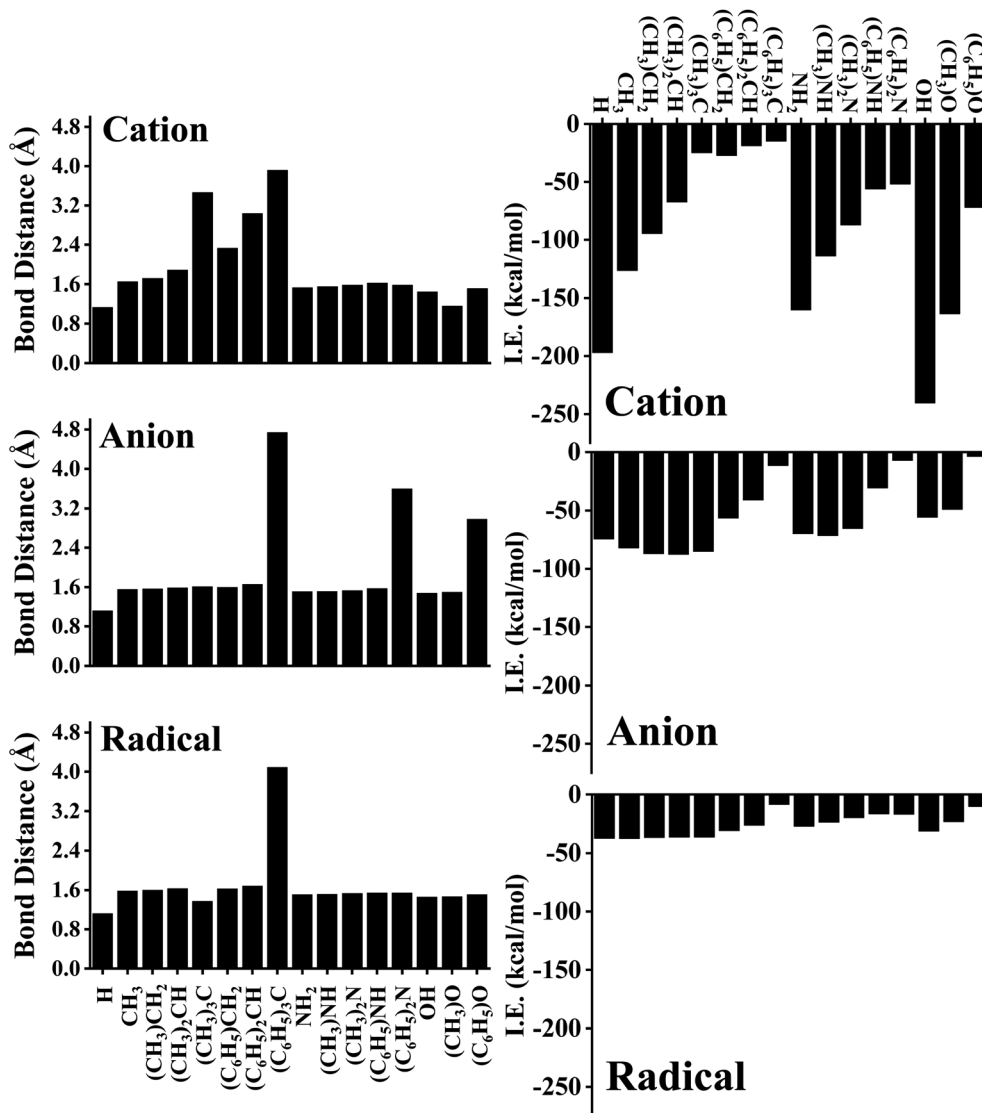 Cation
Bond Distance (Å)
4.8
4.0
3.2
2.4
1.6
0.8
0.0
Anion
Bond Distance (Å)
4.8
4.0
3.2
2.4
1.6
0.8
0.0
Radical
Bond Distance (Å)
4.8
4.0
3.2
2.4
1.6
0.8
0.0
H
CH₃
(CH₃)CH₂
(CH₃)₂CH
(CH₃)₃C
(C₆H₅)CH₂
(C₆H₅)₂CH
(C₆H₅)₃C
NH₂
(CH₃)NH
(CH₃)₂N
(C₆H₅)NH
(C₆H₅)₂N
OH
(CH₃)O
(C₆H₅)O
H
CH₃
(CH₃)CH₂
(CH₃)₂CH
(CH₃)₃C
(C₆H₅)CH₂
(C₆H₅)₂CH
(C₆H₅)₃C
NH₂
(CH₃)NH
(CH₃)₂N
(C₆H₅)NH
(C₆H₅)₂N
OH
(CH₃)O
(C₆H₅)O
I.E. (kcal/mol)
0
-50
-100
-150
-200
-250
Cation
I.E. (kcal/mol)
0
-50
-100
-150
-200
-250
Anion
I.E. (kcal/mol)
0
-50
-100
-150
-200
-250
Radical